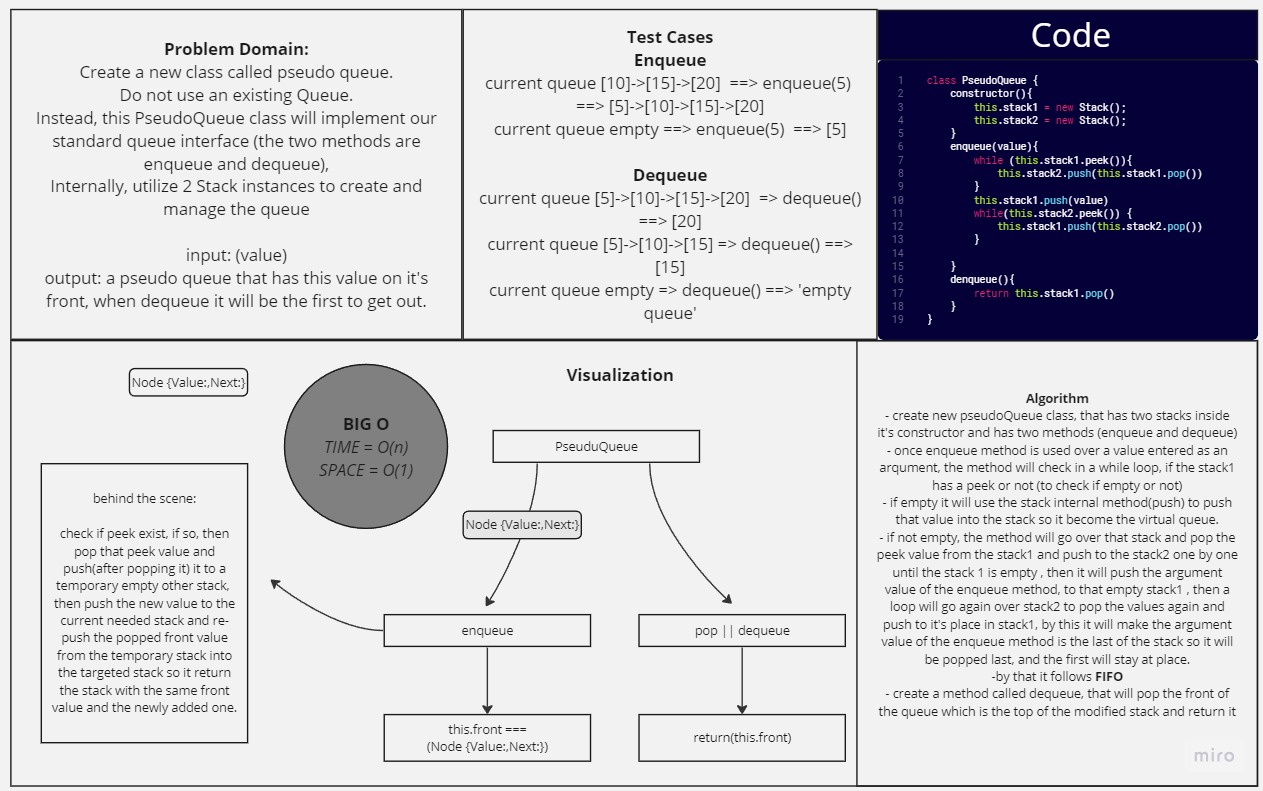 Problem Domain:
Create a new class called pseudo queue.
Do not use an existing Queue.
Instead, this PseudoQueue class will implement our
standard queue interface (the two methods are
enqueue and dequeue),
Internally, utilize 2 Stack instances to create and
manage the queue
input: (value)
output: a pseudo queue that has this value on it's
front, when dequeue it will be the first to get out.
Test Cases
Enqueue
current queue [10]->[15]->[20] ==> enqueue(5)
==> [5]->[10]->[15]->[20]
current queue empty ==> enqueue(5) ==> [5]
Dequeue
current queue [5]->[10]->[15]->[20] => dequeue()
==> [20]
current queue [5]->[10]->[15] => dequeue() ==>
[15]
current queue empty => dequeue() ==> 'empty
queue'
Code
1 class PseudoQueue {
2 constructor(){
3 this.stack1 = new Stack();
4 this.stack2 = new Stack();
5 }
6 enqueue(value){
7 while (this.stack1.peek()){
8 this.stack2.push(this.stack1.pop())
9 }
10 this.stack1.push(value)
11 while(this.stack2.peek()) {
12 this.stack1.push(this.stack2.pop())
13 }
14
15 }
16 denqueue(){
17 return this.stack1.pop()
18 }
19 }
Visualization
Node {Value:,Next:}
BIG O
TIME = O(n)
SPACE = O(1)
PseuduQueue
Node {Value:,Next:}
behind the scene:
check if peek exist, if so, then
pop that peek value and
push(after popping it) it to a
temporary empty other stack,
then push the new value to the
current needed stack and re-
push the popped front value
from the temporary stack into
the targeted stack so it return
the stack with the same front
value and the newly added one.
enqueue
pop || dequeue
this.front ===
(Node {Value:,Next:})
return(this.front)
Algorithm
- create new pseudoQueue class, that has two stacks inside
it's constructor and has two methods (enqueue and dequeue)
- once enqueue method is used over a value entered as an
arqument, the method will check in a while loop, if the stack1
has a peek or not (to check if empty or not)
- if empty it will use the stack internal method(push) to push
that value into the stack so it become the virtual queue.
- if not empty, the method will go over that stack and pop the
peek value from the stack1 and push to the stack2 one by one
until the stack 1 is empty , then it will push the argument
value of the enqueue method, to that empty stack1 , then a
loop will go again over stack2 to pop the values again and
push to it's place in stack1, by this it will make the argument
value of the enqueue method is the last of the stack so it will
be popped last, and the first will stay at place.
-by that it follows FIFO
- create a method called dequeue, that will pop the front of
the queue which is the top of the modified stack and return it
miro